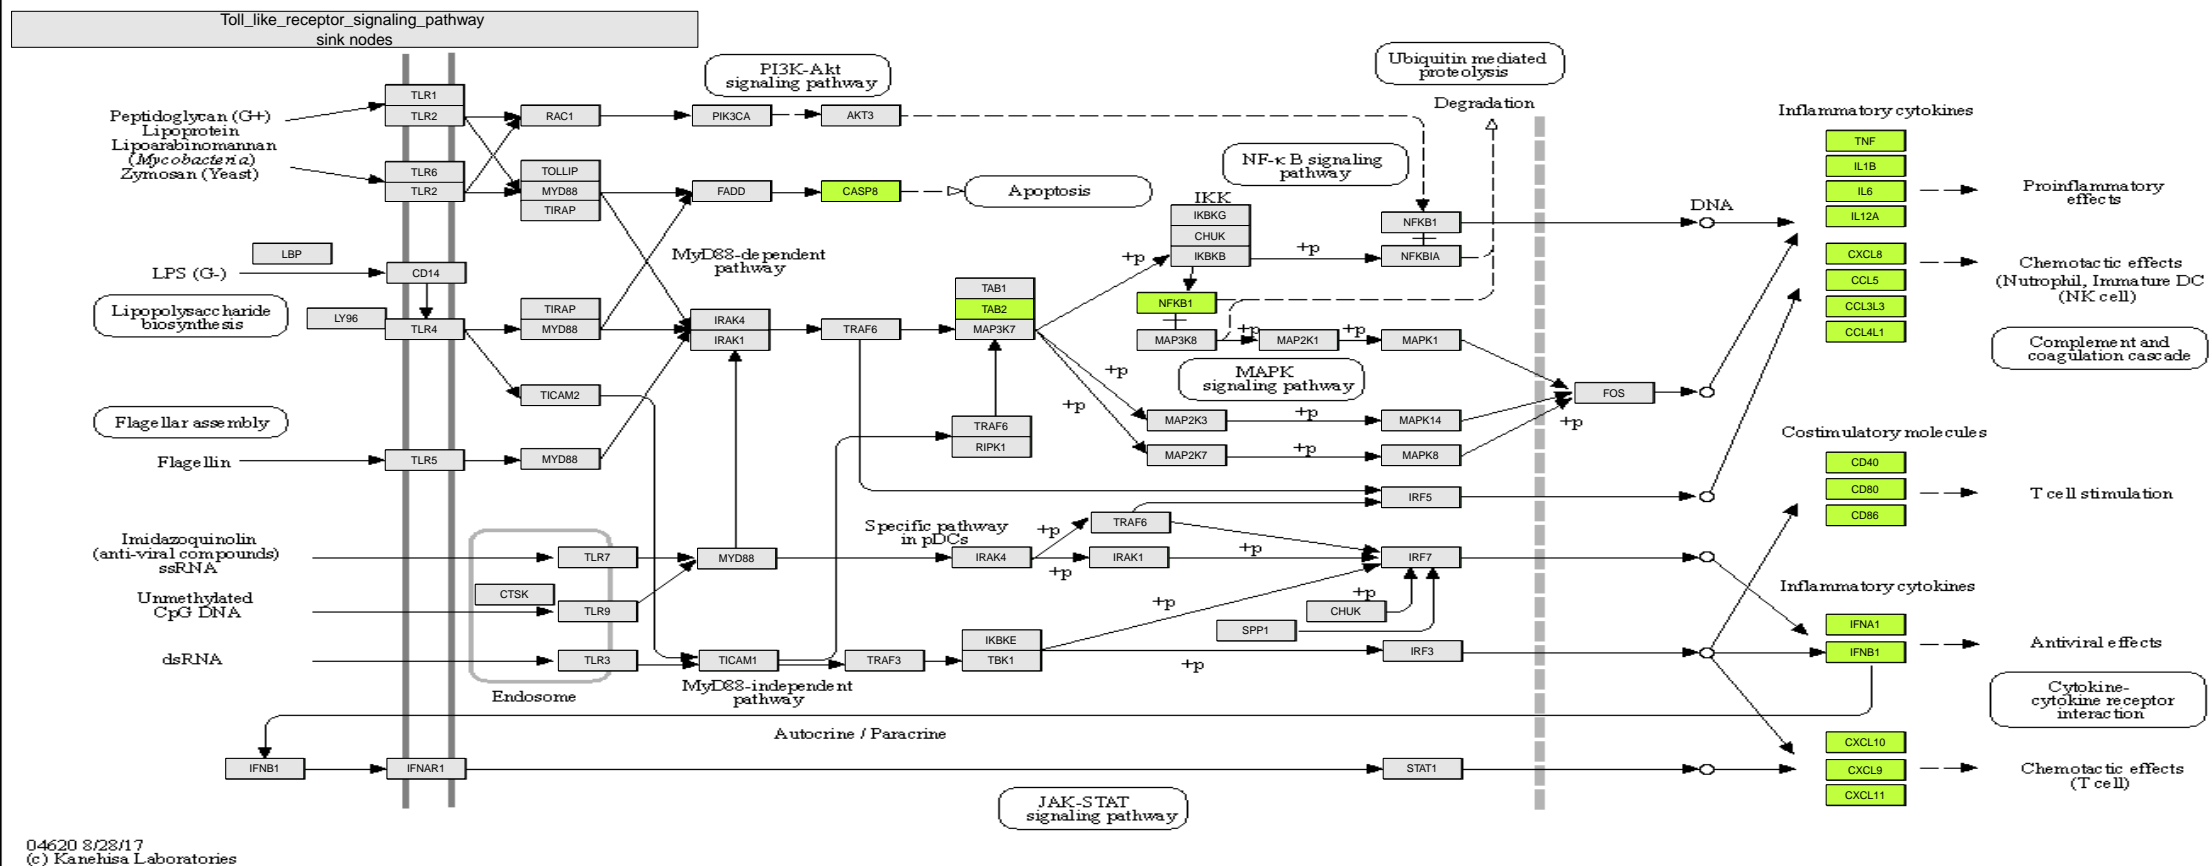 Toll_like_receptor_signaling_pathway
sink nodes
PI3K-Akt
signaling pathway
Ubiquitin mediated
proteolysis
Degradation
Inflammatory cytokines
Peptidoglycan (G+)
Lipoprotein
Lipoarabinomannan
(Mycobacteria)
Zymosan (Yeast)
TLR1
TLR2
RAC1
PIK3CA
AKT3
TLR6
TLR2
TOLLIP
MYD88
TIRAP
FADD
CASP8
Apoptosis
NF-κ B signaling
pathway
IKK
IKBKG
CHUK
IKBKB
+p
+p
NFKB1
NFKBIA
DNA
TNF
IL1B
IL6
IL12A
Proinflammatory
effects
CXCL8
CCL5
CCL3L3
CCL4L1
Chemotactic effects
(Nutrophil, Immature DC
(NK cell)
Complement and
coagulation cascade
LBP
LPS (G-)
CD14
MyD88-dependent
pathway
Lipopolysaccharide
biosynthesis
LY96
TLR4
TIRAP
MYD88
IRAK4
IRAK1
TRAF6
TAB1
TAB2
MAP3K7
NFKB1
MAP3K8
+p
MAP2K1
+p
MAPK1
MAPK
signaling pathway
+p
+p
FOS
+p
TICAM2
Flagellar assembly
Flagellin
TLR5
MYD88
TRAF6
RIPK1
MAP2K3
+p
MAPK14
MAP2K7
+p
MAPK8
Costimulatory molecules
CD40
CD80
CD86
T cell stimulation
IRF5
Specific pathway
in pDCs
+p
TRAF6
Imidazoquinolin
(anti-viral compounds)
ssRNA
TLR7
MYD88
IRAK4
+p
IRAK1
+p
IRF7
CTSK
Unmethylated
CpG DNA
TLR9
+p
+p
CHUK
SPP1
Inflammatory cytokines
IFNA1
IFNB1
Antiviral effects
dsRNA
TLR3
TICAM1
TRAF3
IKBKE
TBK1
+p
IRF3
Endosome
MyD88-independent
pathway
Cytokine-
cytokine receptor
interaction
Autocrine / Paracrine
IFNB1
IFNAR1
STAT1
CXCL10
CXCL9
CXCL11
Chemotactic effects
(T cell)
JAK-STAT
signaling pathway
04620 8/28/17
(c) Kanehisa Laboratories